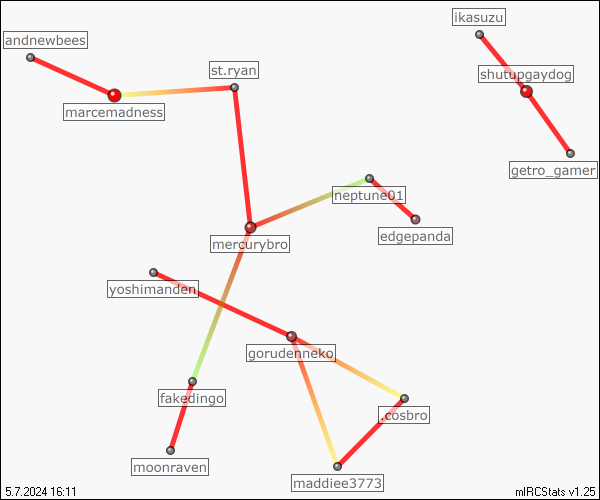 ikasuzu
andnewbees
st.ryan
shutupgaydog
marcemadness
getro_gamer
neptune01
edgepanda
mercurybro
yoshimanden
gorudenneko
fakedingo
.cosbro
moonraven
maddiee3773
5.7.2024 16:11
mIRCStats v1.25